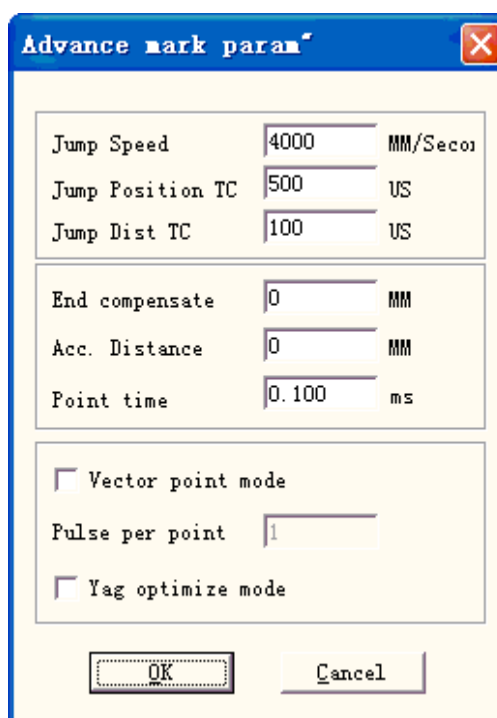 Advance mark param
Jump Speed 4000 MM/Secon
Jump Position TC 500 US
Jump Dist TC 100 US
End compensate 0 MM
Acc. Distance 0 MM
Point time 0.100 ms
Vector point mode
Pulse per point 1
Yag optimize mode
OK Cancel